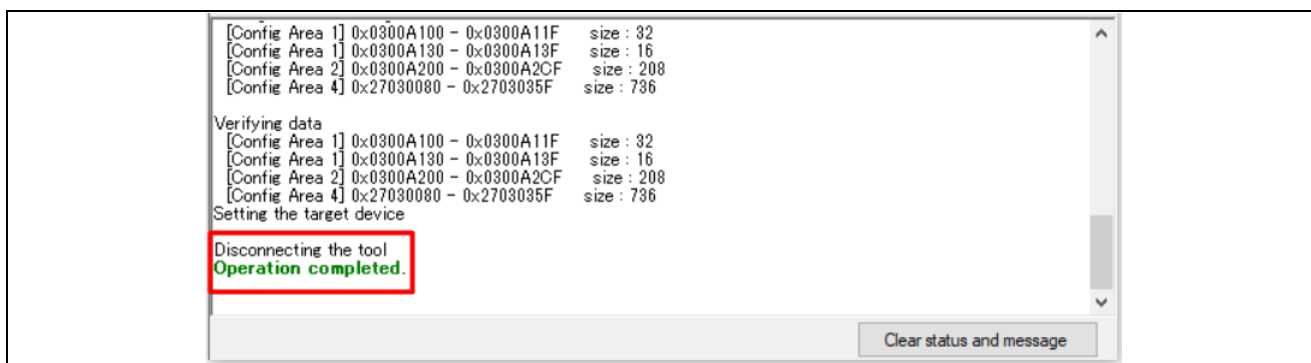 [Config Area 1] 0x0300A100 - 0x0300A11F size : 32
[Config Area 1] 0x0300A130 - 0x0300A13F size : 16
[Config Area 2] 0x0300A200 - 0x0300A2CF size : 208
[Config Area 4] 0x27030080 - 0x2703035F size : 736
Verifying data
[Config Area 1] 0x0300A100 - 0x0300A11F size : 32
[Config Area 1] 0x0300A130 - 0x0300A13F size : 16
[Config Area 2] 0x0300A200 - 0x0300A2CF size : 208
[Config Area 4] 0x27030080 - 0x2703035F size : 736
Setting the target device
Disconnecting the tool
Operation completed.
Clear status and message